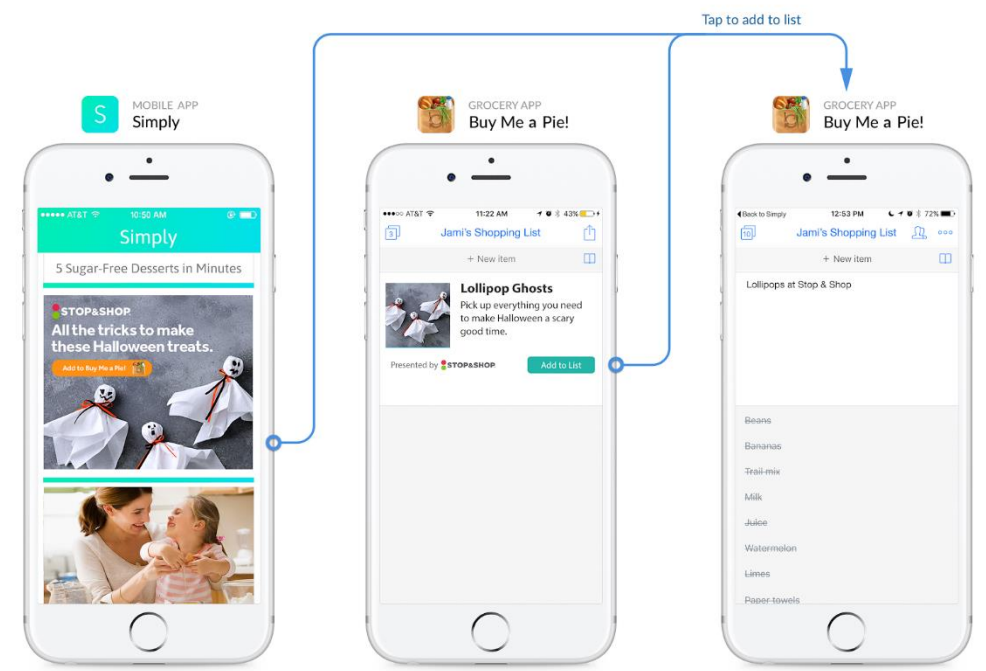 Tap to add to list
S
MOBILE APP
Simply
GROCERY APP
Buy Me a Pie!
GROCERY APP
Buy Me a Pie!
AT&T 10:50 AM
Simply
5 Sugar-Free Desserts in Minutes
STOP&SHOP
All the tricks to make
these Halloween treats.
Add to Buy Me a Pie!
AT&T 11:22 AM 43%
5 Jami's Shopping List
+ New item
Lollipop Ghosts
Pick up everything you need
to make Halloween a scary
good time.
Presented by STOP&SHOP Add to List
Back to Simply 12:53 PM 72%
10 Jami's Shopping List
+ New item
Lollipops at Stop & Shop
Beans
Bananas
Trail mix
Milk
Juice
Watermelon
Limes
Paper towels